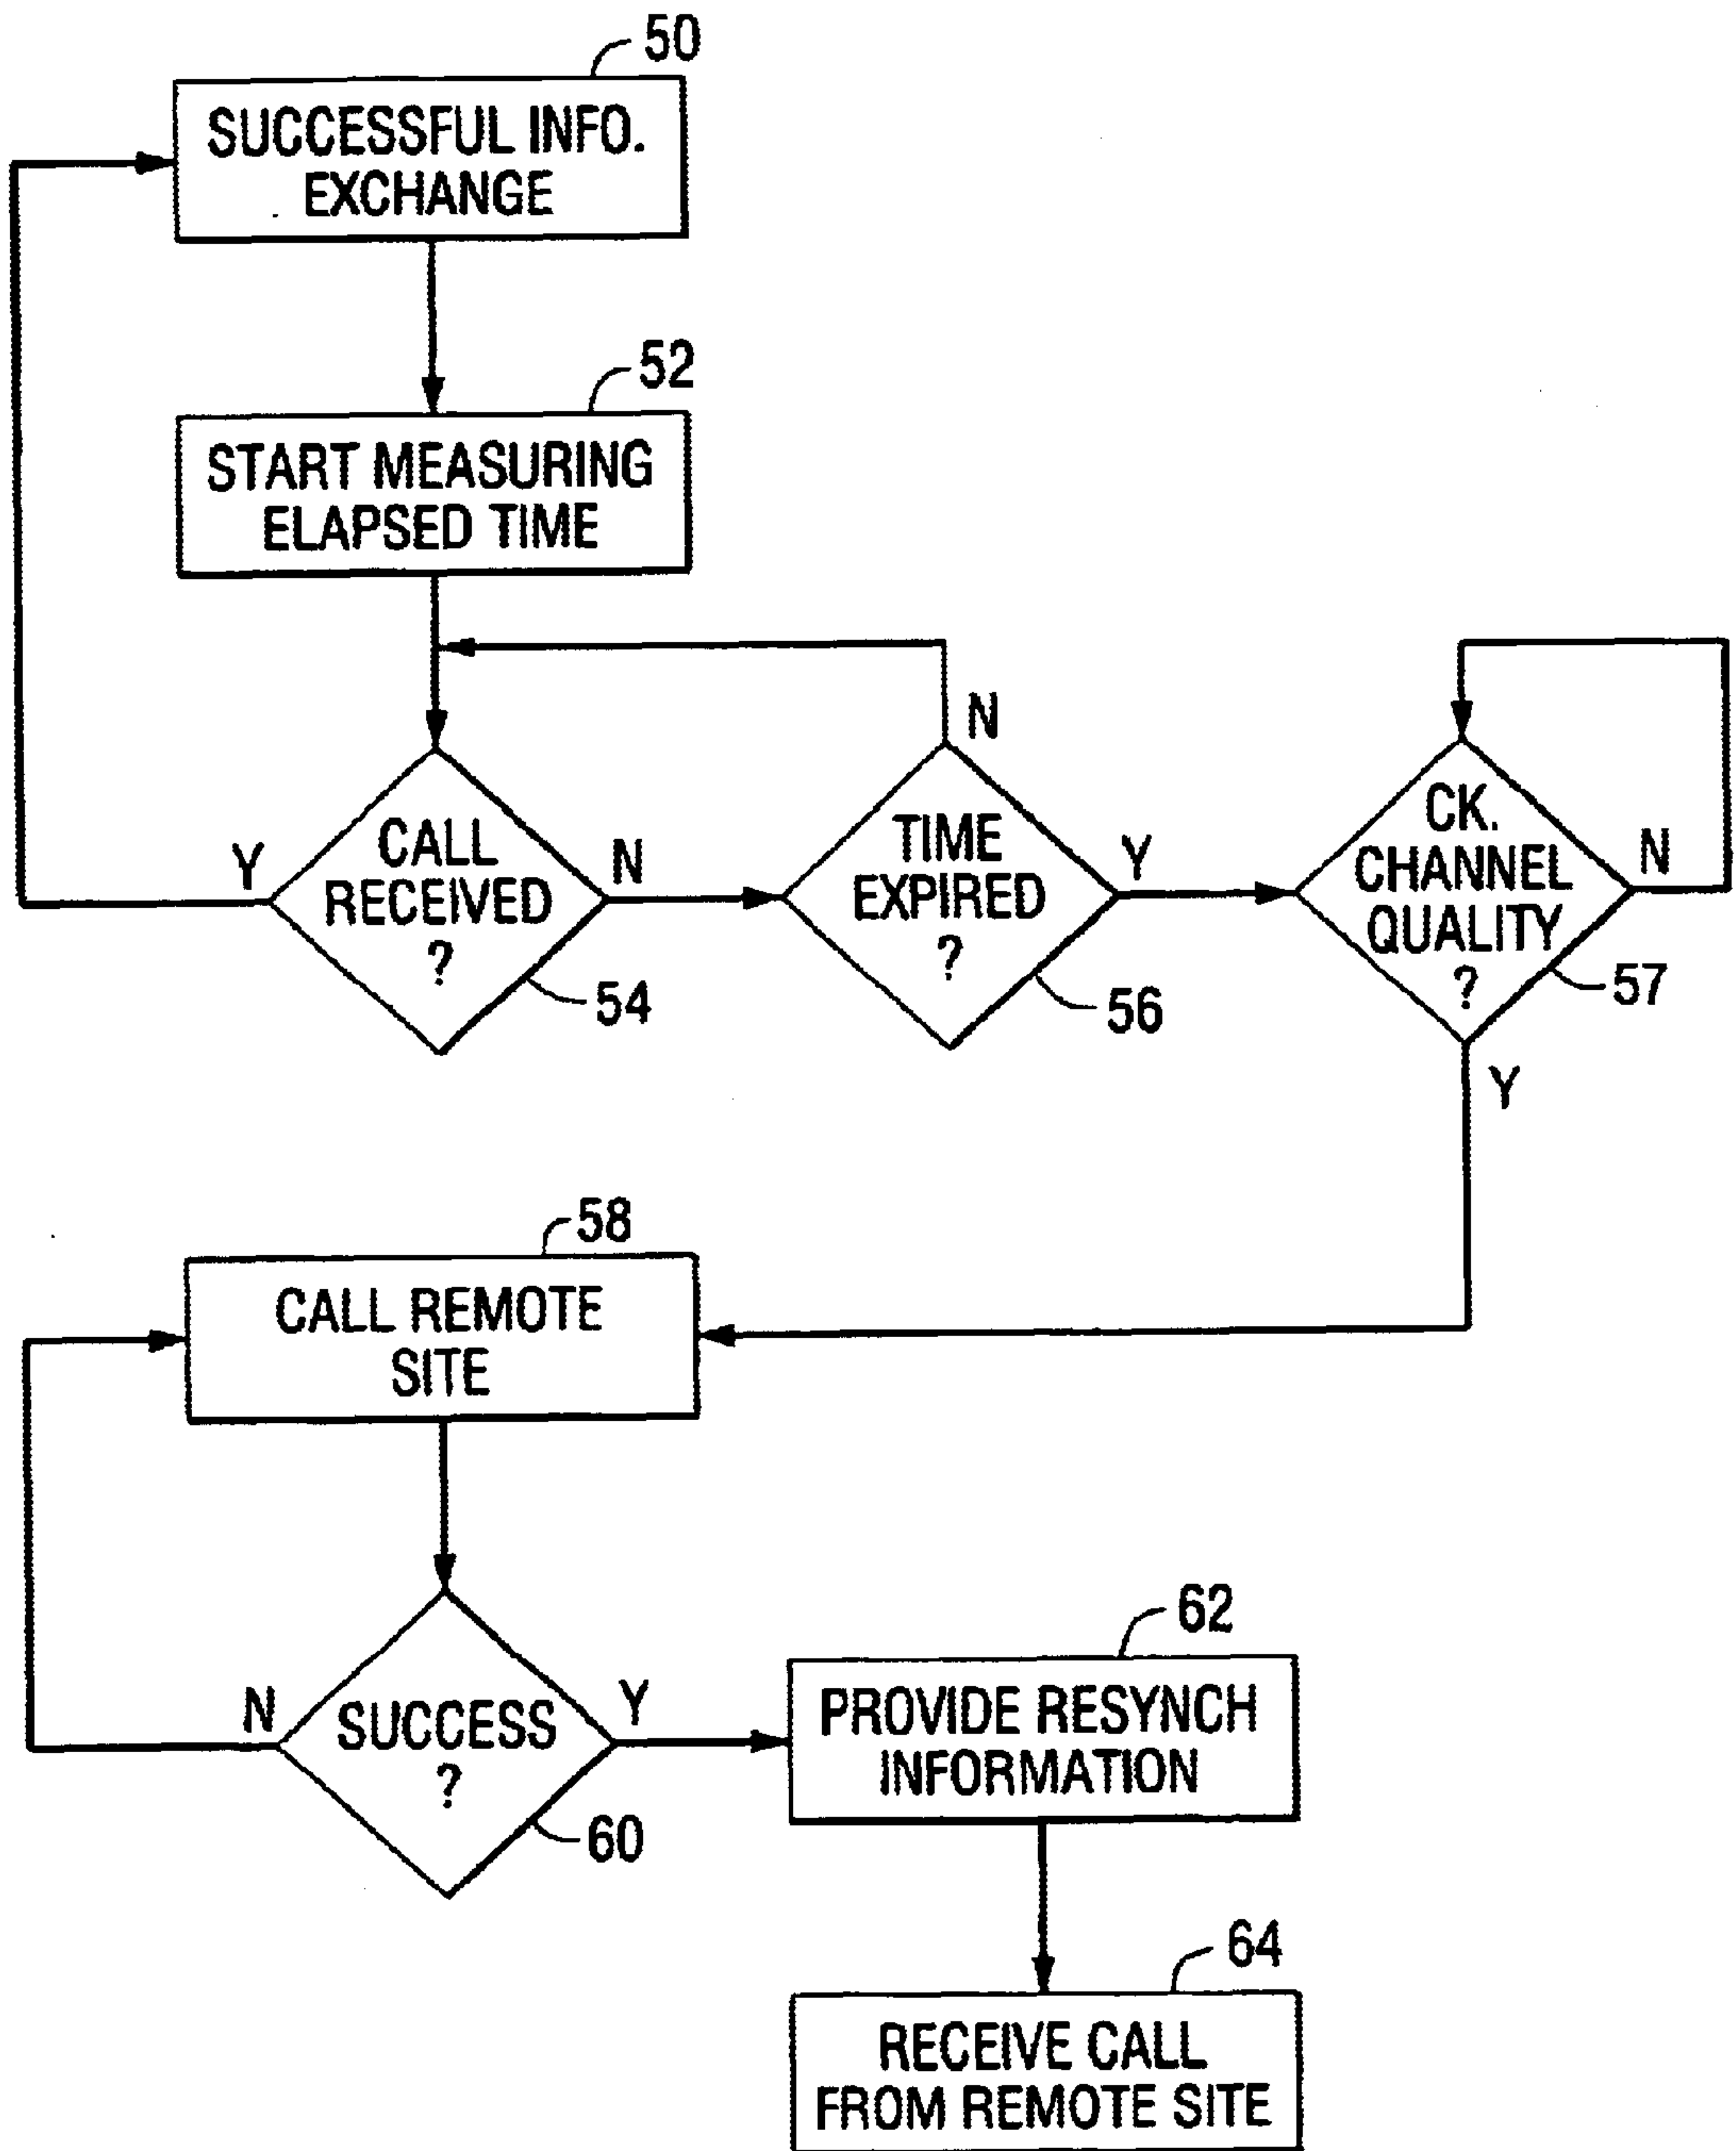 50
SUCCESSFUL INFO.
EXCHANGE
52
START MEASURING
ELAPSED TIME
N
Y
CALL
RECEIVED
?
N
54
TIME
EXPIRED
?
Y
56
CK.
CHANNEL
QUALITY
?
N
57
Y
58
CALL REMOTE
SITE
N
SUCCESS
?
Y
60
62
PROVIDE RESYNCH
INFORMATION
64
RECEIVE CALL
FROM REMOTE SITE